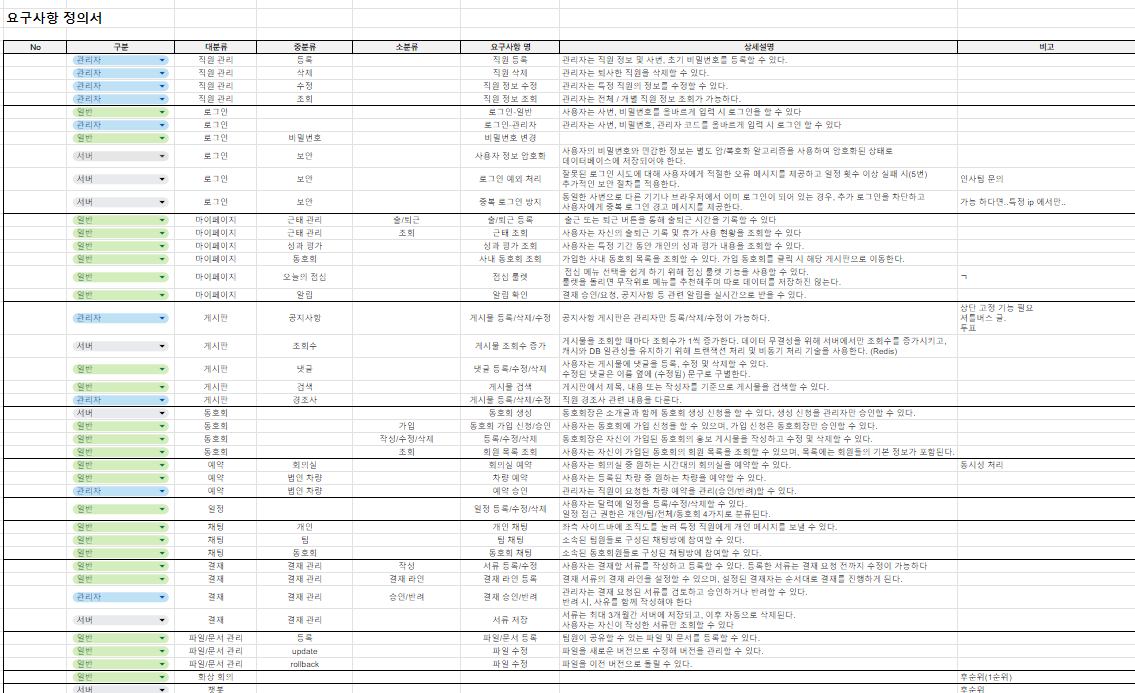 요구사항 정의서
No 구분 대분류 중분류 소분류 요구사항 명 상세설명 비고
관리자 직원 관리 등록 직원 등록 관리자는 직원 정보 및 사번, 초기 비밀번호를 등록할 수 있다.
관리자 직원 관리 삭제 직원 삭제 관리자는 퇴사한 직원을 삭제할 수 있다.
관리자 직원 관리 수정 직원 정보 수정 관리자는 특정 직원의 정보를 수정할 수 있다.
관리자 직원 관리 조회 직원 정보 조회 관리자는 전체 / 개별 직원 정보 조회가 가능하다.
일반 로그인 로그인-일반 사용자는 사번, 비밀번호를 올바르게 입력 시 로그인을 할 수 있다
관리자 로그인 로그인-관리자 관리자는 사번, 비밀번호, 관리자 코드를 올바르게 입력 시 로그인 할 수 있다
일반 로그인 비밀번호 비밀번호 변경
서버 로그인 보안 사용자 정보 암호화 사용자의 비밀번호와 민감한 정보는 별도 암/복호화 알고리즘을 사용하여 암호화된 상태로
데이터베이스에 저장되어야 한다.
서버 로그인 보안 로그인 예외 처리 잘못된 로그인 시도에 대해 사용자에게 적절한 오류 메시지를 제공하고 일정 횟수 이상 실패 시(5번)
추가적인 보안 절차를 적용한다. 인사팀 문의
서버 로그인 보안 중복 로그인 방지 동일한 사번으로 다른 기기나 브라우저에서 이미 로그인이 되어 있는 경우, 추가 로그인을 차단하고
사용자에게 중복 로그인 경고 메시지를 제공한다. 가능 하다면..특정 ip 에서만..
일반 마이페이지 근태 관리 출/퇴근 출/퇴근 등록 출근 또는 퇴근 버튼을 통해 출퇴근 시간을 기록할 수 있다
일반 마이페이지 근태 관리 조회 근태 조회 사용자는 자신의 출퇴근 기록 및 휴가 사용 현황을 조회할 수 있다
일반 마이페이지 성과 평가 성과 평가 조회 사용자는 특정 기간 동안 개인의 성과 평가 내용을 조회할 수 있다.
일반 마이페이지 동호회 사내 동호회 조회 가입한 사내 동호회 목록을 조회할 수 있다. 가입 동호회를 클릭 시 해당 게시판으로 이동한다.
일반 마이페이지 오늘의 점심 점심 룰렛 점심 메뉴 선택을 쉽게 하기 위해 점심 룰렛 기능을 사용할 수 있다.
룰렛을 돌리면 무작위로 메뉴를 추천해주며 따로 데이터를 저장하진 않는다. ㄱ
일반 마이페이지 알림 알림 확인 결재 승인/요청, 공지사항 등 관련 알림을 실시간으로 받을 수 있다.
관리자 게시판 공지사항 게시물 등록/삭제/수정 공지사항 게시판은 관리자만 등록/삭제/수정이 가능하다. 상단 고정 기능 필요
셔틀버스 글.
투표
서버 게시판 조회수 게시물 조회수 증가 게시물을 조회할 때마다 조회수가 1씩 증가한다. 데이터 무결성을 위해 서버에서만 조회수를 증가시키고,
캐시와 DB 일관성을 유지하기 위해 트랜잭션 처리 및 비동기 처리 기술을 사용한다. (Redis)
일반 게시판 댓글 댓글 등록/수정/삭제 사용자는 게시물에 댓글을 등록, 수정 및 삭제할 수 있다.
수정된 댓글은 이름 옆에 (수정됨) 문구로 구별한다.
일반 게시판 검색 게시물 검색 게시판에서 제목, 내용 또는 작성자를 기준으로 게시물을 검색할 수 있다.
관리자 게시판 경조사 게시물 등록/삭제/수정 직원 경조사 관련 내용을 다룬다.
서버 동호회 동호회 생성 동호회장은 소개글과 함께 동호회 생성 신청을 할 수 있다, 생성 신청을 관리자만 승인할 수 있다.
일반 동호회 가입 동호회 가입 신청/승인 사용자는 동호회에 가입 신청을 할 수 있으며, 가입 신청은 동호회장만 승인할 수 있다.
일반 동호회 작성/수정/삭제 등록/수정/삭제 동호회장은 자신이 가입된 동호회의 홍보 게시물을 작성하고 수정 및 삭제할 수 있다.
일반 동호회 조회 회원 목록 조회 사용자는 자신이 가입된 동호회의 회원 목록을 조회할 수 있으며, 목록에는 회원들의 기본 정보가 포함된다.
일반 예약 회의실 회의실 예약 사용자는 회의실 중 원하는 시간대의 회의실을 예약할 수 있다. 동시성 처리
일반 예약 법인 차량 차량 예약 사용자는 등록된 차량 중 원하는 차량을 예약할 수 있다.
관리자 예약 법인 차량 예약 승인 관리자는 직원이 요청한 차량 예약을 관리(승인/반려)할 수 있다.
일반 일정 일정 등록/수정/삭제 사용자는 달력에 일정을 등록/수정/삭제할 수 있다.
일정 접근 권한은 개인/팀/전체/동호회 4가지로 분류된다.
일반 채팅 개인 개인 채팅 좌측 사이드바에 조직도를 눌러 특정 직원에게 개인 메시지를 보낼 수 있다.
일반 채팅 팀 팀 채팅 소속된 팀원들로 구성된 채팅방에 참여할 수 있다.
일반 채팅 동호회 동호회 채팅 소속된 동호회원들로 구성된 채팅방에 참여할 수 있다.
일반 결재 결재 관리 작성 서류 등록/수정 사용자는 결재할 서류를 작성하고 등록할 수 있다. 등록한 서류는 결재 요청 전까지 수정이 가능하다
일반 결재 결재 관리 결재 라인 결재 라인 등록 결재 서류의 결재 라인을 설정할 수 있으며, 설정된 결재자는 순서대로 결재를 진행하게 된다.
관리자 결재 결재 관리 승인/반려 결재 승인/반려 관리자는 결재 요청된 서류를 검토하고 승인하거나 반려할 수 있다.
반려 시, 사유를 함께 작성해야 한다
서버 결재 결재 관리 서류 저장 서류는 최대 3개월간 서버에 저장되고, 이후 자동으로 삭제된다.
사용자는 자신이 작성한 서류만 조회할 수 있다
일반 파일/문서 관리 등록 파일/문서 등록 팀원이 공유할 수 있는 파일 및 문서를 등록할 수 있다.
일반 파일/문서 관리 update 파일 수정 파일을 새로운 버전으로 수정해 버전을 관리할 수 있다.
일반 파일/문서 관리 rollback 파일 수정 파일을 이전 버전으로 돌릴 수 있다.
일반 화상 회의 후순위(1순위)
서버 챗봇 후순위